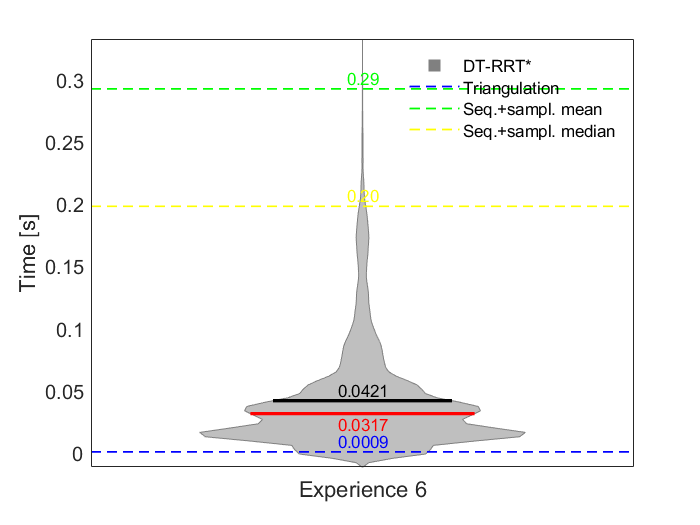 0.3
0.25
0.2
0.15
0.1
0.05
0
Time [s]
Experience 6
DT-RRT*
Triangulation
Seq.+sampl. mean
Seq.+sampl. median
0.29
0.20
0.0421
0.0317
0.0009